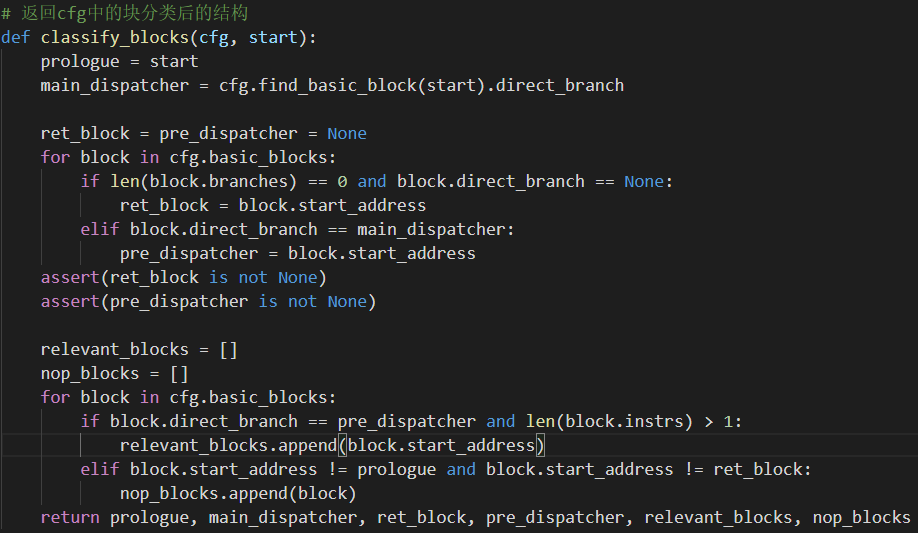 # 返回cfg中的块分类后的结构
def classify_blocks(cfg, start):
    prologue = start
    main_dispatcher = cfg.find_basic_block(start).direct_branch

    ret_block = pre_dispatcher = None
    for block in cfg.basic_blocks:
        if len(block.branches) == 0 and block.direct_branch == None:
            ret_block = block.start_address
        elif block.direct_branch == main_dispatcher:
            pre_dispatcher = block.start_address
    assert(ret_block is not None)
    assert(pre_dispatcher is not None)

    relevant_blocks = []
    nop_blocks = []
    for block in cfg.basic_blocks:
        if block.direct_branch == pre_dispatcher and len(block.instrs) > 1:
            relevant_blocks.append(block.start_address)
        elif block.start_address != prologue and block.start_address != ret_block:
            nop_blocks.append(block)
    return prologue, main_dispatcher, ret_block, pre_dispatcher, relevant_blocks, nop_blocks